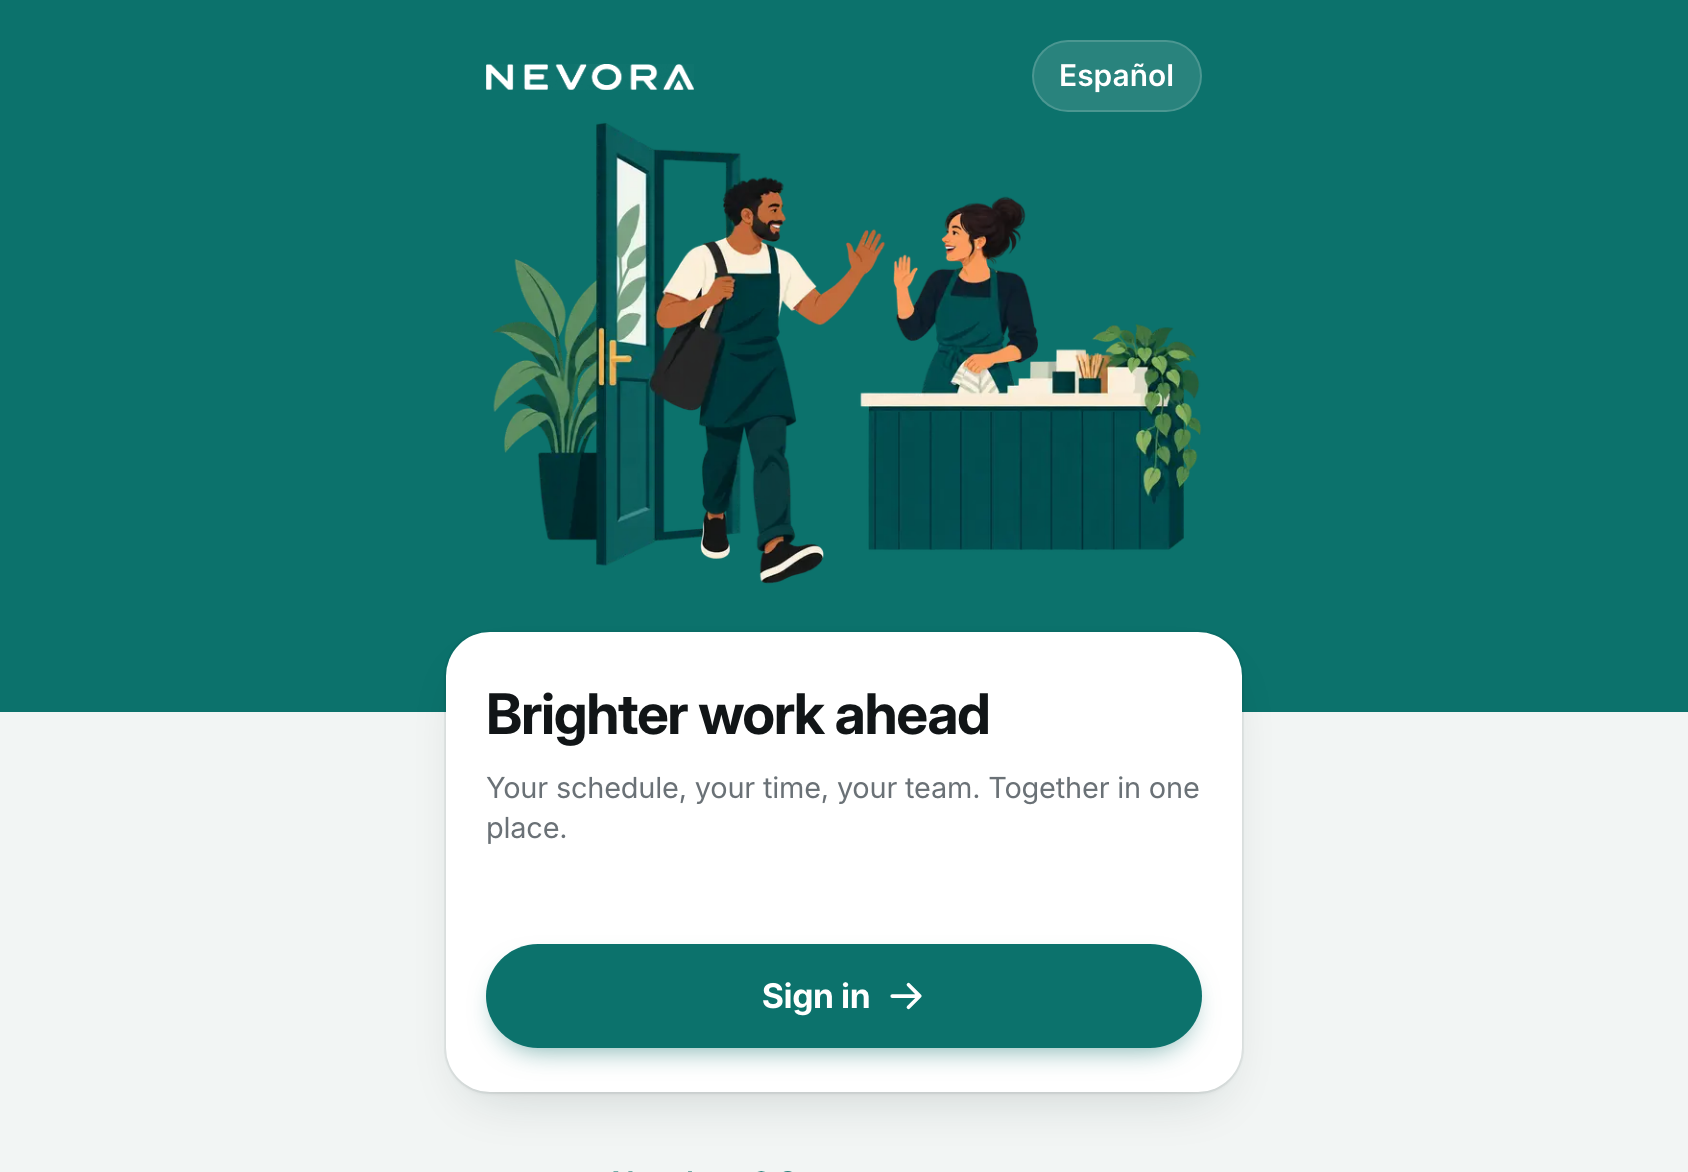 NEVORA
Español
Brighter work ahead
Your schedule, your time, your team. Together in one
place.
Sign in